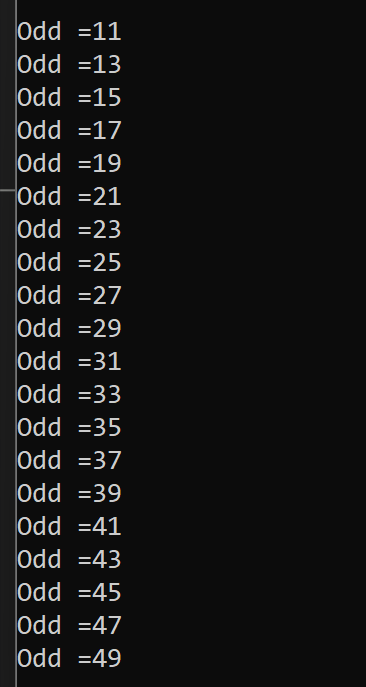 Odd =11
Odd =13
Odd =15
Odd =17
Odd =19
Odd =21
Odd =23
Odd =25
Odd =27
Odd =29
Odd =31
Odd =33
Odd =35
Odd =37
Odd =39
Odd =41
Odd =43
Odd =45
Odd =47
Odd =49